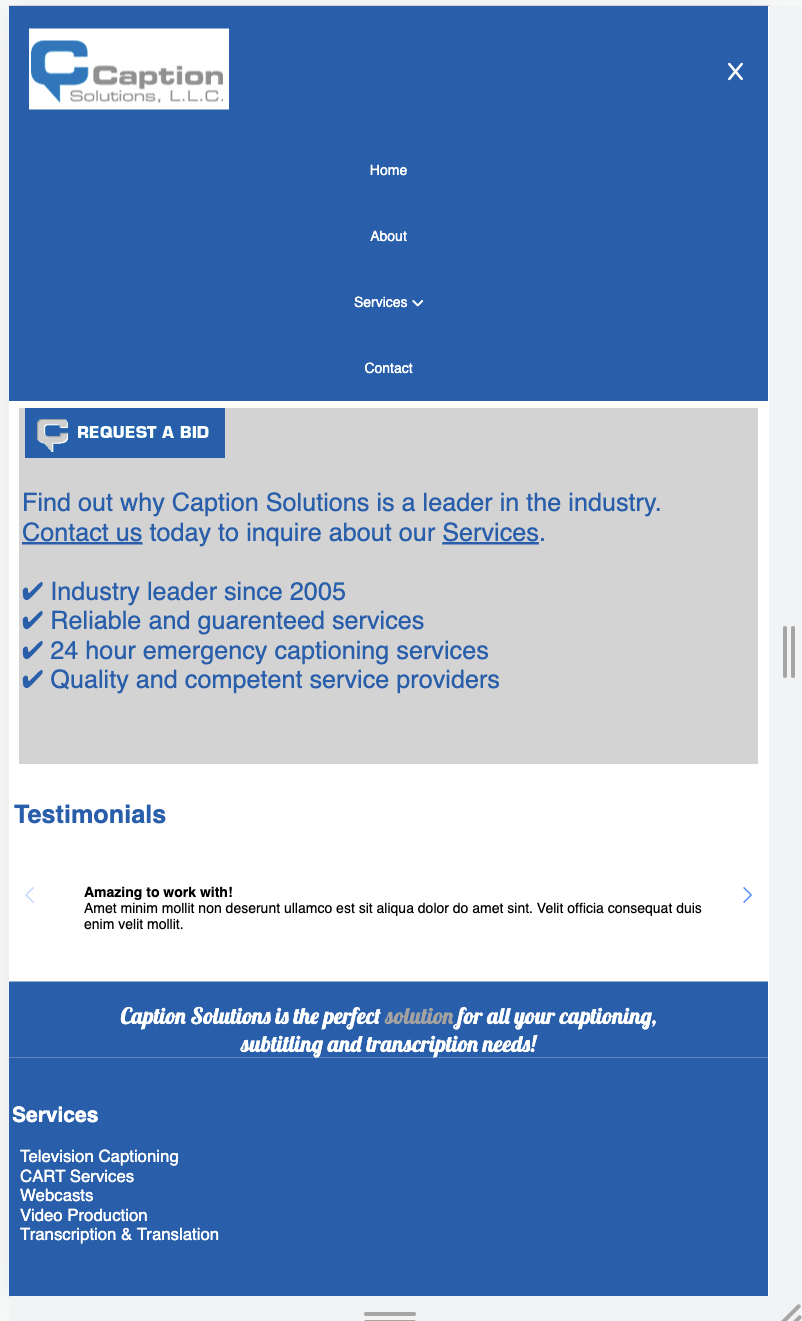 Caption
Solutions, L.L.C.
X
Home
About
Services
Contact
REQUEST A BID
Find out why Caption Solutions is a leader in the industry.
Contact us today to inquire about our Services.
✔ Industry leader since 2005
✔ Reliable and guarenteed services
✔ 24 hour emergency captioning services
✔ Quality and competent service providers
Testimonials
Amazing to work with!
Amet minim mollit non deserunt ullamco est sit aliqua dolor do amet sint. Velit officia consequat duis
enim velit mollit.
Caption Solutions is the perfect solution for all your captioning,
subtitling and transcription needs!
Services
Television Captioning
CART Services
Webcasts
Video Production
Transcription & Translation